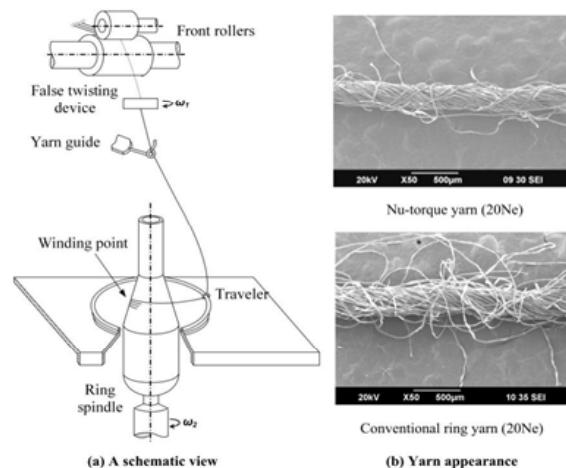 Front rollers
False twisting
device
ω1
Yarn guide
Winding point
Traveler
Ring
spindle
ω2
(a) A schematic view
20kV X50 500µm 09 30 SEI
Nu-torque yarn (20Ne)
20kV X50 500µm 10 35 SEI
Conventional ring yarn (20Ne)
(b) Yarn appearance